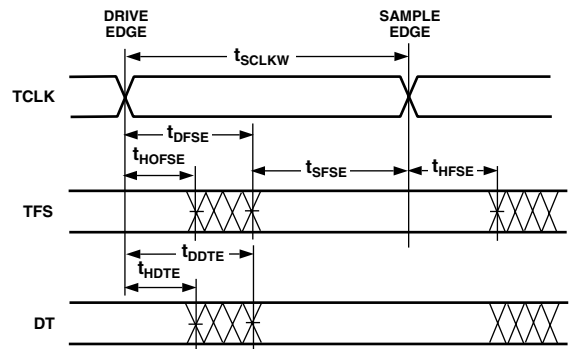 DRIVE EDGE
SAMPLE EDGE
tSCLKW
TCLK
tDFSE
tHOFSE
tSFSE
tHFSE
TFS
tDDTE
tHDTE
DT